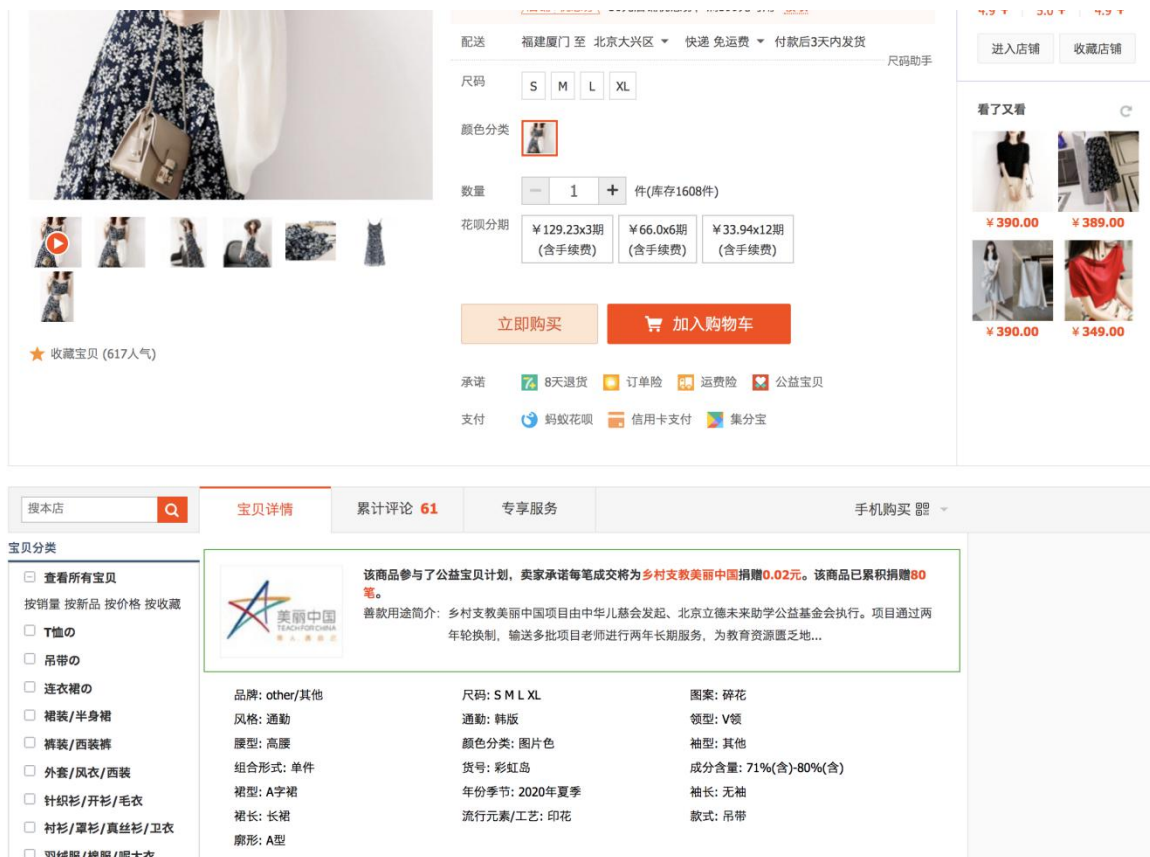 配送 福建厦门 至 北京大兴区 快递 免运费 付款后3天内发货
尺码助手
尺码 S M L XL
颜色分类
数量 1 + 件(库存1608件)
花呗分期 ¥129.23x3期 ¥66.0x6期 ¥33.94x12期
(含手续费) (含手续费) (含手续费)
立即购买 加入购物车
收藏宝贝 (617人气)
承诺 8天退货 订单险 运费险 公益宝贝
支付 蚂蚁花呗 信用卡支付 集分宝
进入店铺 收藏店铺
看了又看
¥390.00 ¥389.00
¥390.00 ¥349.00
搜本店 宝贝详情 累计评论 61 专享服务 手机购买
宝贝分类
查看所有宝贝
按销量 按新品 按价格 按收藏
T恤の
吊带の
连衣裙の
裙装/半身裙
裤装/西装裤
外套/风衣/西装
针织衫/开衫/毛衣
衬衫/罩衫/真丝衫/卫衣
美丽中国
TEACH FOR CHINA
该商品参与了公益宝贝计划，卖家承诺每笔成交将为乡村支教美丽中国捐赠0.02元。该商品已累积捐赠80
笔。
善款用途简介：乡村支教美丽中国项目由中华儿慈会发起、北京立德未来助学公益基金会执行。项目通过两
年轮换制，输送多批项目老师进行两年长期服务，为教育资源匮乏地...
品牌: other/其他 尺码: S M L XL 图案: 碎花
风格: 通勤 通勤: 韩版 领型: V领
腰型: 高腰 颜色分类: 图片色 袖型: 其他
组合形式: 单件 货号: 彩虹岛 成分含量: 71%(含)-80%(含)
裙型: A字裙 年份季节: 2020年夏季 袖长: 无袖
裙长: 长裙 流行元素/工艺: 印花 款式: 吊带
廓形: A型